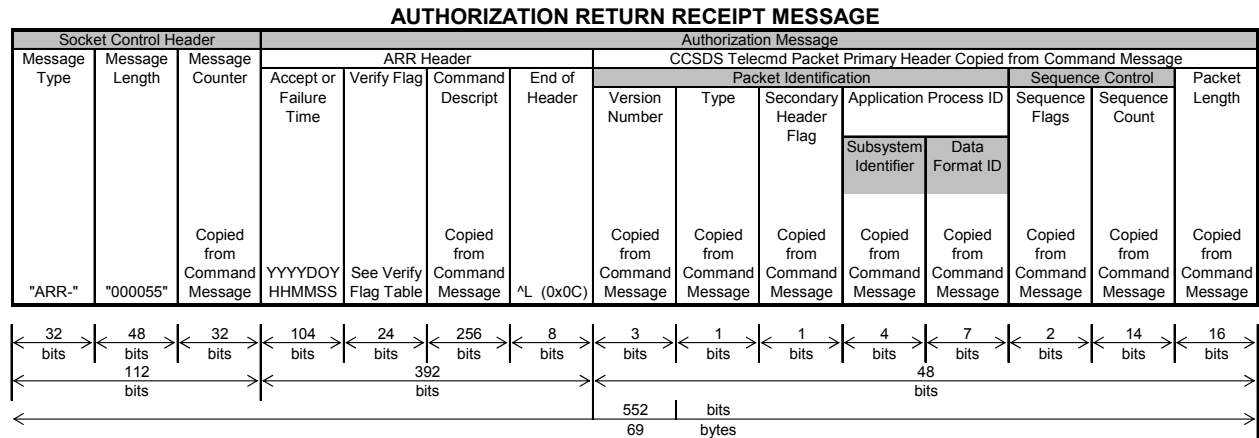 AUTHORIZATION RETURN RECEIPT MESSAGE
Socket Control Header
Authorization Message
Message Type
Message Length
Message Counter
ARR Header
CCSDS Telecmd Packet Primary Header Copied from Command Message
Accept or Failure Time
Verify Flag
Command Descript
End of Header
Packet Identification
Sequence Control
Packet Length
Version Number
Type
Secondary Header Flag
Application Process ID
Sequence Flags
Sequence Count
Subsystem Identifier
Data Format ID
"ARR-"
"000055"
Copied from Command Message
YYYYDOY HHMMSS
See Verify Flag Table
Copied from Command Message
^L (0x0C)
Copied from Command Message
Copied from Command Message
Copied from Command Message
Copied from Command Message
Copied from Command Message
Copied from Command Message
Copied from Command Message
Copied from Command Message
32 bits
48 bits
32 bits
104 bits
24 bits
256 bits
8 bits
3 bits
1 bits
1 bits
4 bits
7 bits
2 bits
14 bits
16 bits
112 bits
392 bits
48 bits
552 bits
69 bytes